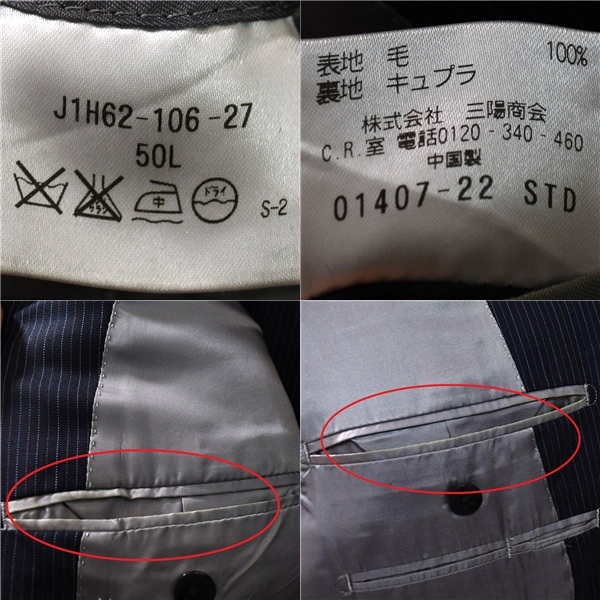 J1H62-106-27
50L
中
ドライ
S-2
表地 毛 100%
裏地 キュプラ
株式会社 三陽商会
C.R.室 電話0120-340-460
中国製
01407-22 STD